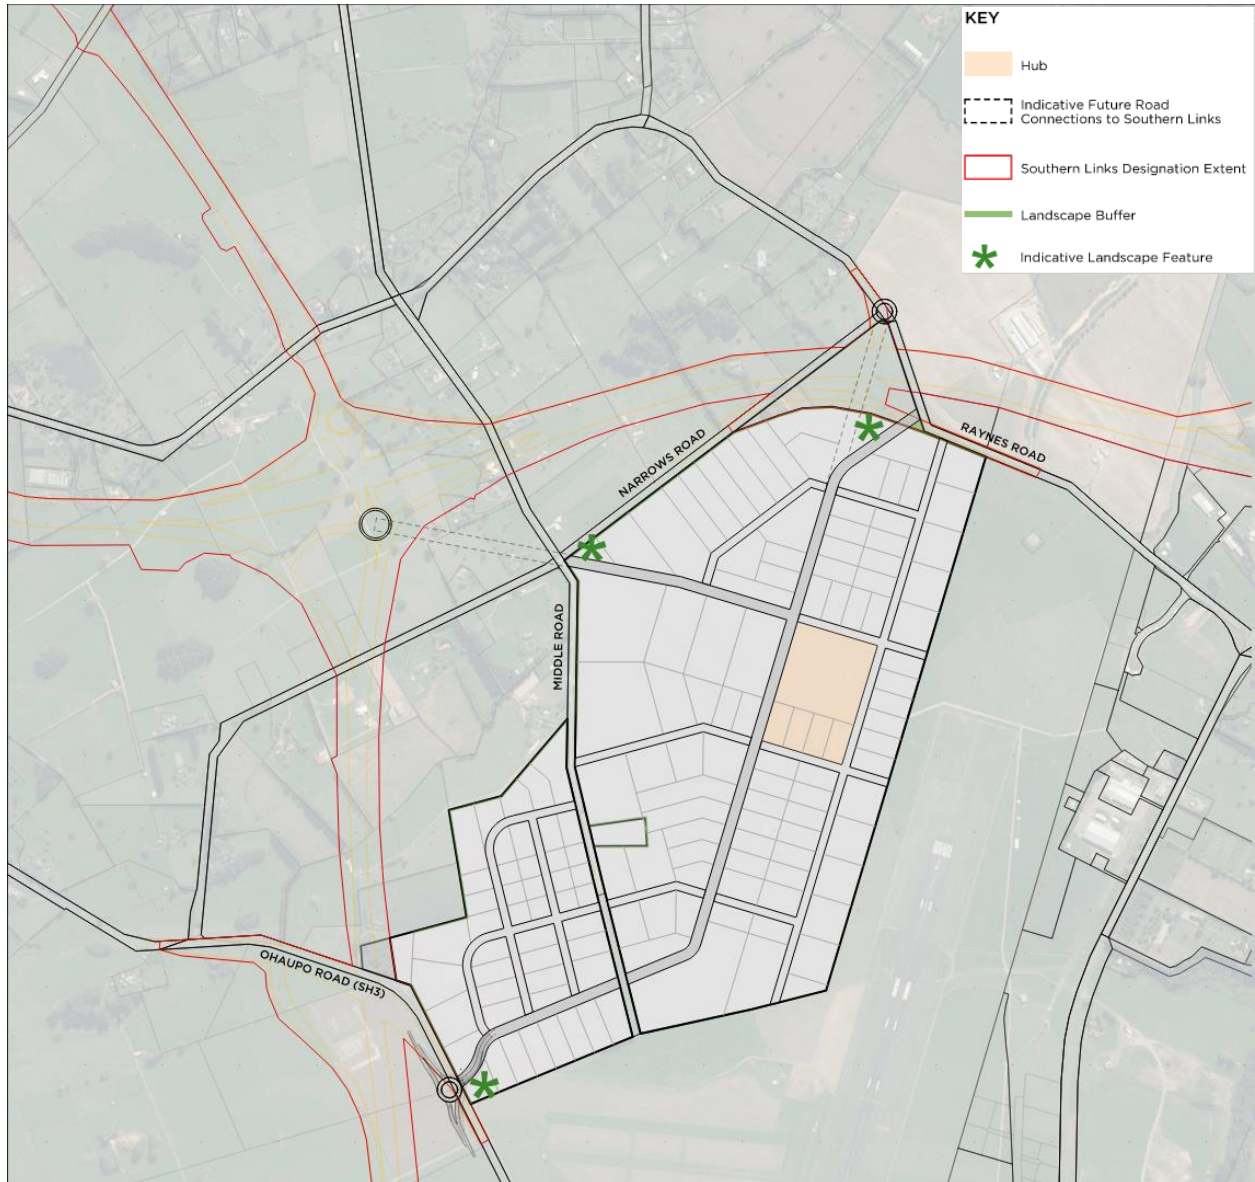 KEY
Hub
Indicative Future Road
Connections to Southern Links
Southern Links Designation Extent
Landscape Buffer
Indicative Landscape Feature
RAYNES ROAD
NARROWS ROAD
MIDDLE ROAD
OHAUPO ROAD (SH3)